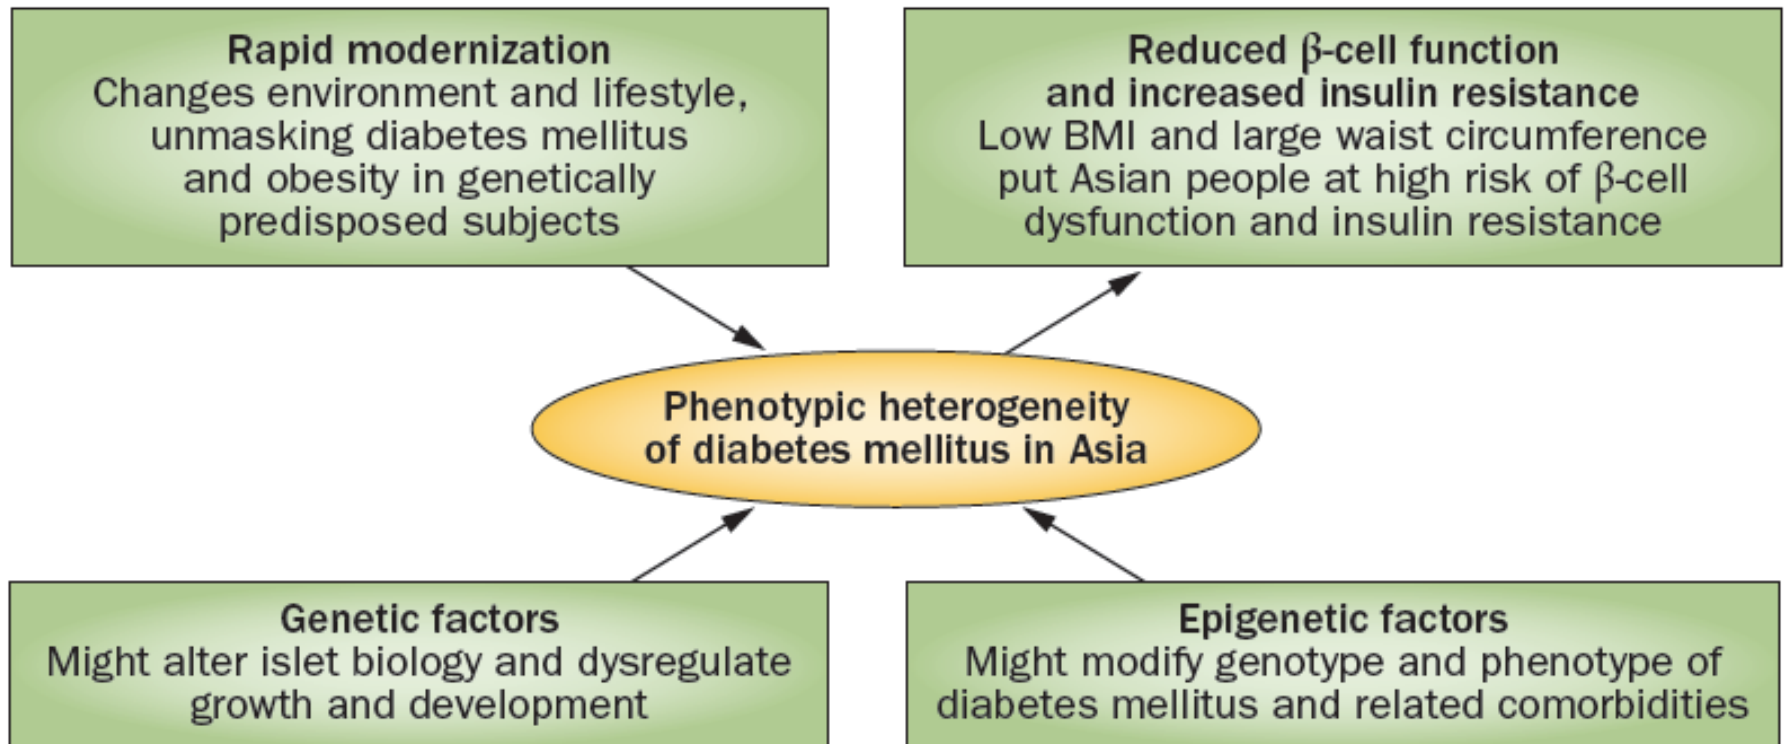 Rapid modernization
Changes environment and lifestyle,
unmasking diabetes mellitus
and obesity in genetically
predisposed subjects
Reduced β-cell function
and increased insulin resistance
Low BMI and large waist circumference
put Asian people at high risk of β-cell
dysfunction and insulin resistance
Phenotypic heterogeneity
of diabetes mellitus in Asia
Genetic factors
Might alter islet biology and dysregulate
growth and development
Epigenetic factors
Might modify genotype and phenotype of
diabetes mellitus and related comorbidities